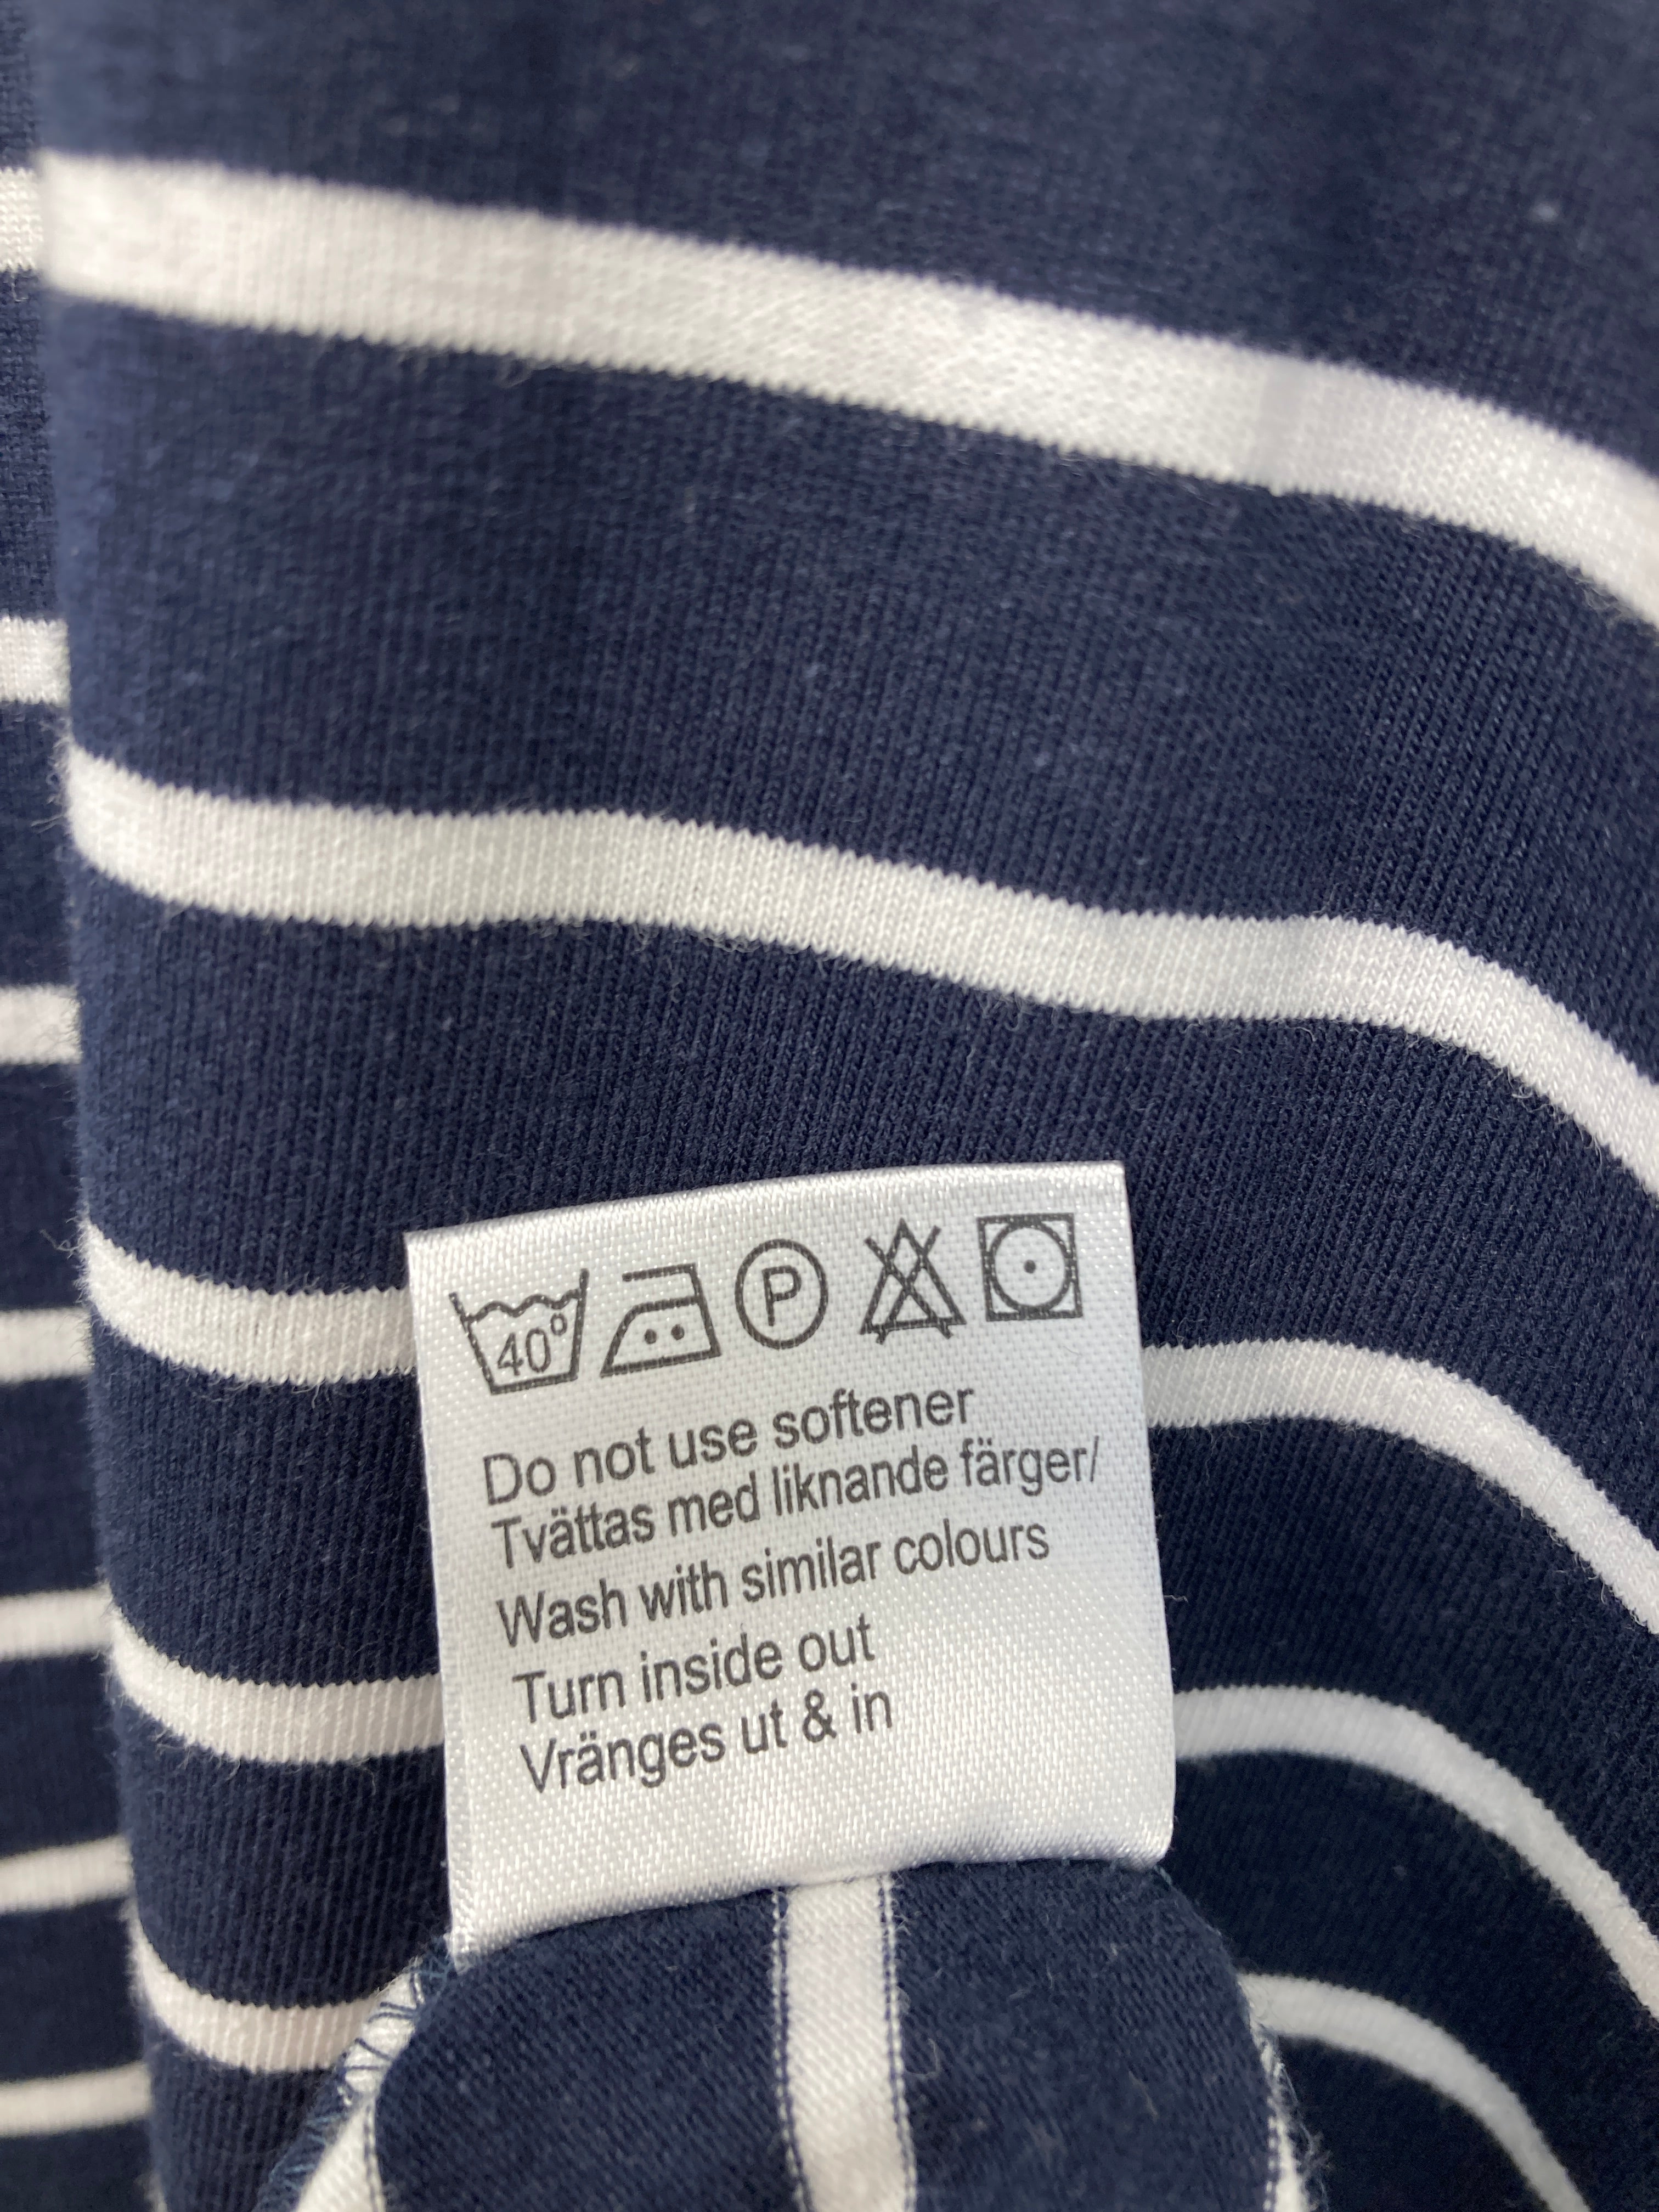 40°
P
Do not use softener
Tvättas med liknande färger/
Wash with similar colours
Turn inside out
Vränges ut & in